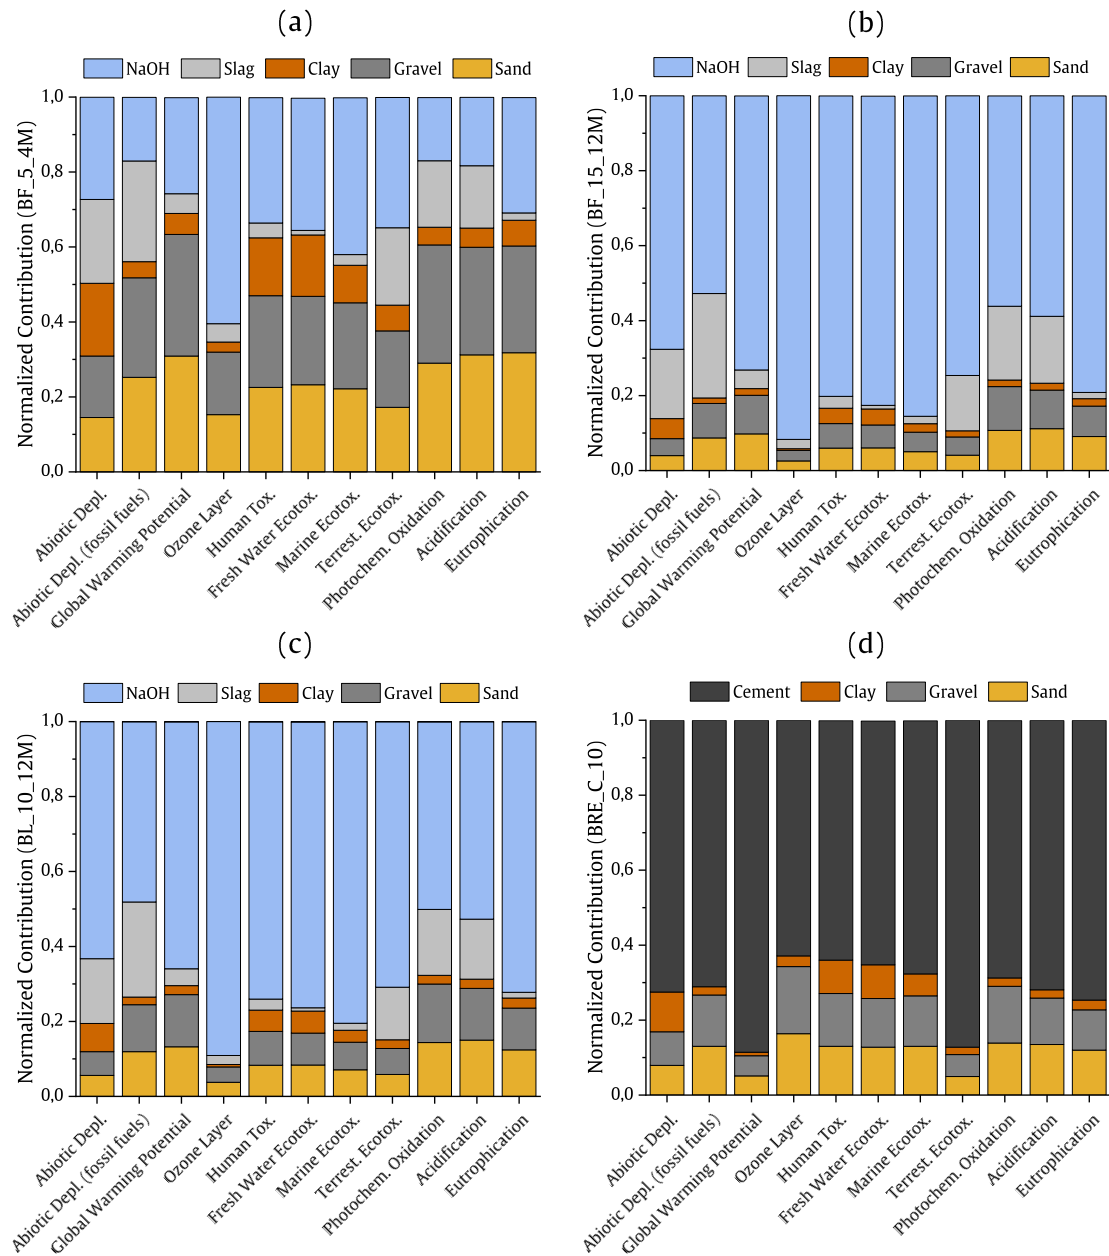 (a)
NaOH Slag Clay Gravel Sand
Normalized Contribution (BF_5_4M)
1,0
0,8
0,6
0,4
0,2
0,0
Abiotic Depl.
Abiotic Depl. (fossil fuels)
Global Warming Potential
Ozone Layer
Human Tox.
Fresh Water Ecotox.
Marine Ecotox.
Terrest. Ecotox.
Photochem. Oxidation
Acidification
Eutrophication
(b)
NaOH Slag Clay Gravel Sand
Normalized Contribution (BF_15_12M)
1,0
0,8
0,6
0,4
0,2
0,0
Abiotic Depl.
Abiotic Depl. (fossil fuels)
Global Warming Potential
Ozone Layer
Human Tox.
Fresh Water Ecotox.
Marine Ecotox.
Terrest. Ecotox.
Photochem. Oxidation
Acidification
Eutrophication
(c)
NaOH Slag Clay Gravel Sand
Normalized Contribution (BL_10_12M)
1,0
0,8
0,6
0,4
0,2
0,0
Abiotic Depl.
Abiotic Depl. (fossil fuels)
Global Warming Potential
Ozone Layer
Human Tox.
Fresh Water Ecotox.
Marine Ecotox.
Terrest. Ecotox.
Photochem. Oxidation
Acidification
Eutrophication
(d)
Cement Clay Gravel Sand
Normalized Contribution (BRE_C_10)
1,0
0,8
0,6
0,4
0,2
0,0
Abiotic Depl.
Abiotic Depl. (fossil fuels)
Global Warming Potential
Ozone Layer
Human Tox.
Fresh Water Ecotox.
Marine Ecotox.
Terrest. Ecotox.
Photochem. Oxidation
Acidification
Eutrophication